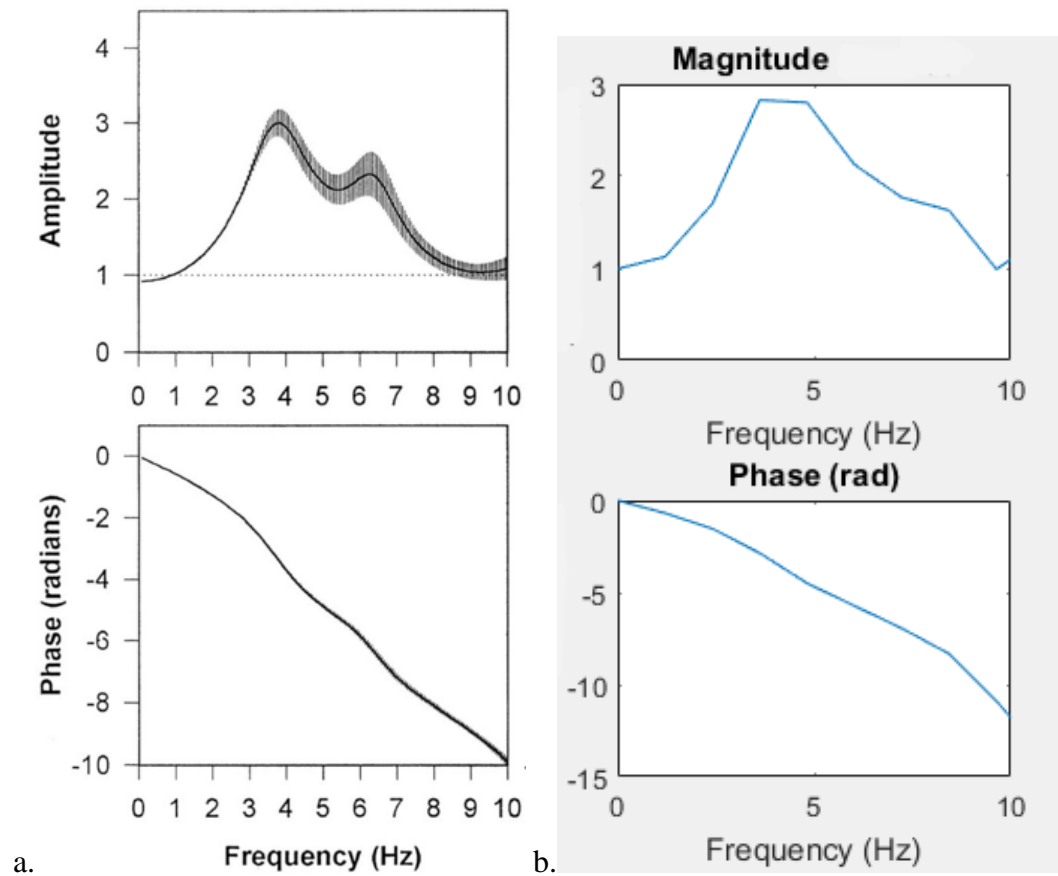 4
3
2
1
0
Amplitude
0 1 2 3 4 5 6 7 8 9 10
0
-2
-4
-6
-8
-10
Phase (radians)
0 1 2 3 4 5 6 7 8 9 10
Frequency (Hz)
a.
Magnitude
3
2
1
0
0 5 10
Frequency (Hz)
Phase (rad)
0
-5
-10
-15
0 5 10
Frequency (Hz)
b.